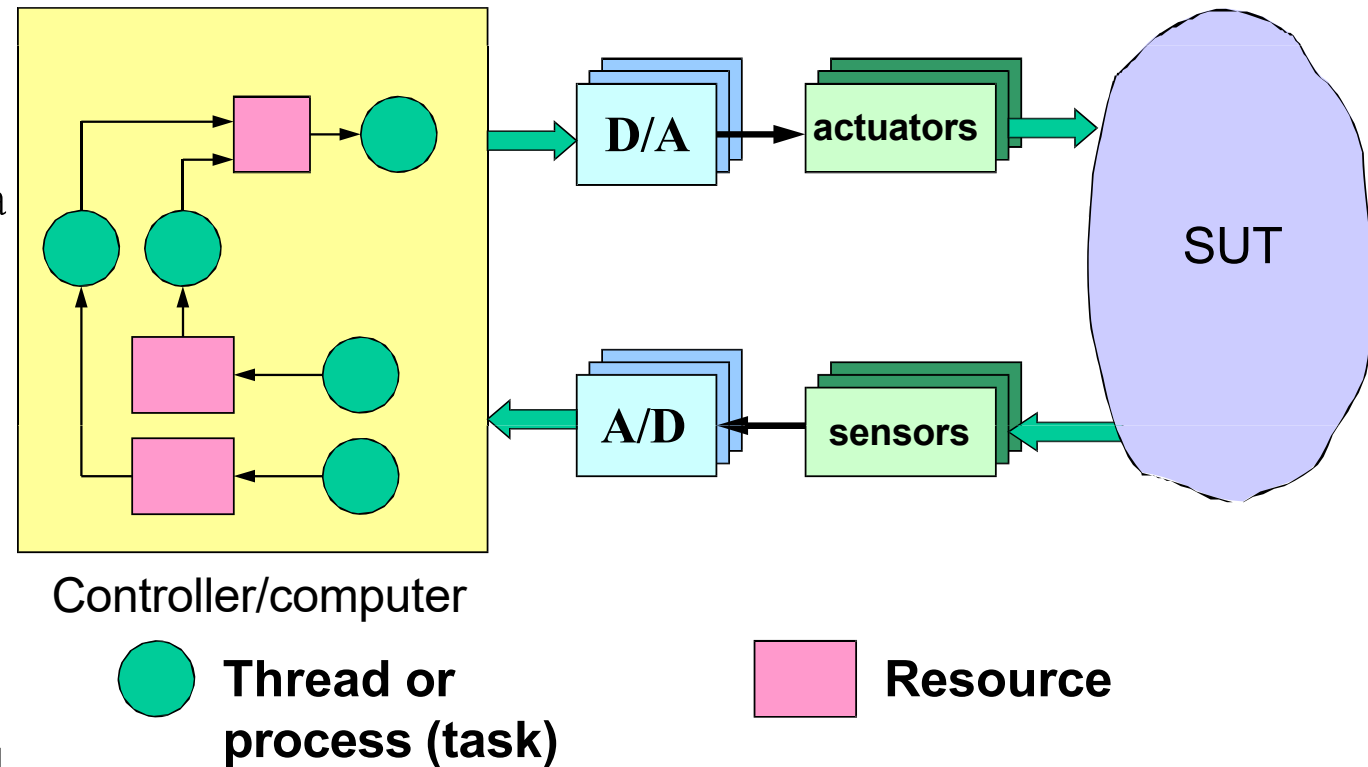 D/A
actuators
a
SUT
A/D
sensors
Controller/computer
Thread or
process (task)
Resource